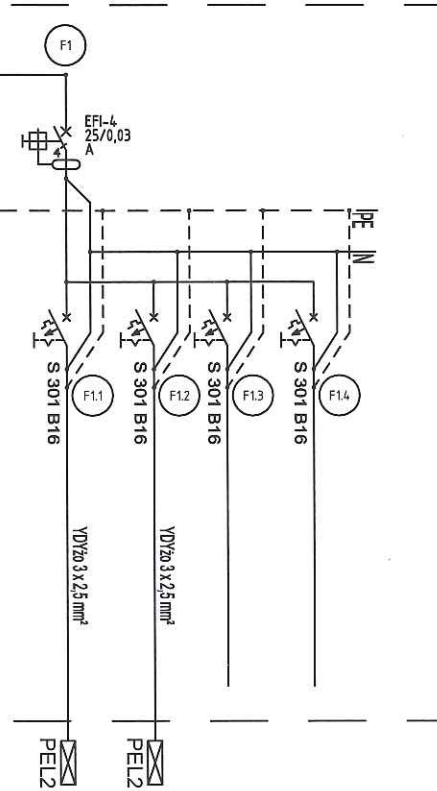 F1
EFI-4
25/0,03
A
4
PE
N
S 301 B16
F1.1
S 301 B16
F1.2
S 301 B16
F1.3
S 301 B16
F1.4
YDYżo 3 x 2,5 mm²
YDYżo 3 x 2,5 mm²
PEL2
PEL2